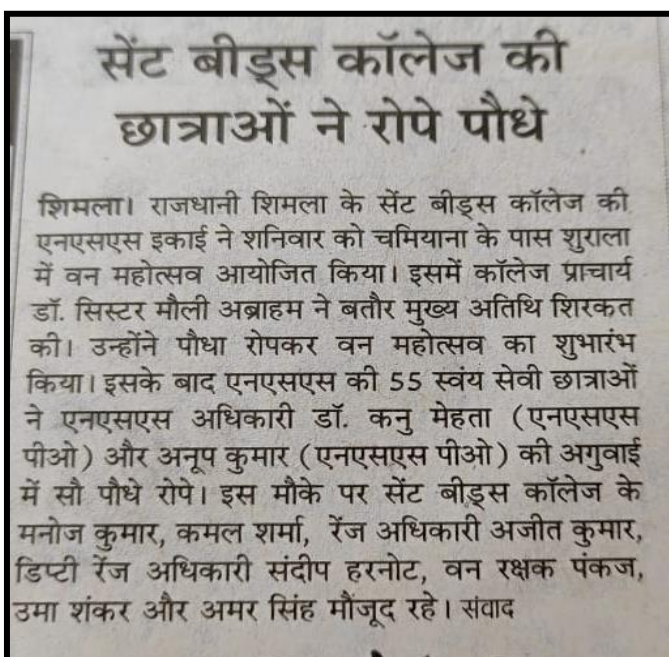 सेंट बीड्स कॉलेज की
छात्राओं ने रोपे पौधे
शिमला। राजधानी शिमला के सेंट बीड्स कॉलेज की
एनएसएस इकाई ने शनिवार को चमियाना के पास शुराला
में वन महोत्सव आयोजित किया। इसमें कॉलेज प्राचार्य
डॉ. सिस्टर मौली अब्राहम ने बतौर मुख्य अतिथि शिरकत
की। उन्होंने पौधा रोपकर वन महोत्सव का शुभारंभ
किया। इसके बाद एनएसएस की 55 स्वंय सेवी छात्राओं
ने एनएसएस अधिकारी डॉ. कनु मेहता (एनएसएस
पीओ) और अनूप कुमार (एनएसएस पीओ) की अगुवाई
में सौ पौधे रोपे। इस मौके पर सेंट बीड्स कॉलेज के
मनोज कुमार, कमल शर्मा, रेंज अधिकारी अजीत कुमार,
डिप्टी रेंज अधिकारी संदीप हरनोट, वन रक्षक पंकज,
उमा शंकर और अमर सिंह मौजूद रहे। संवाद